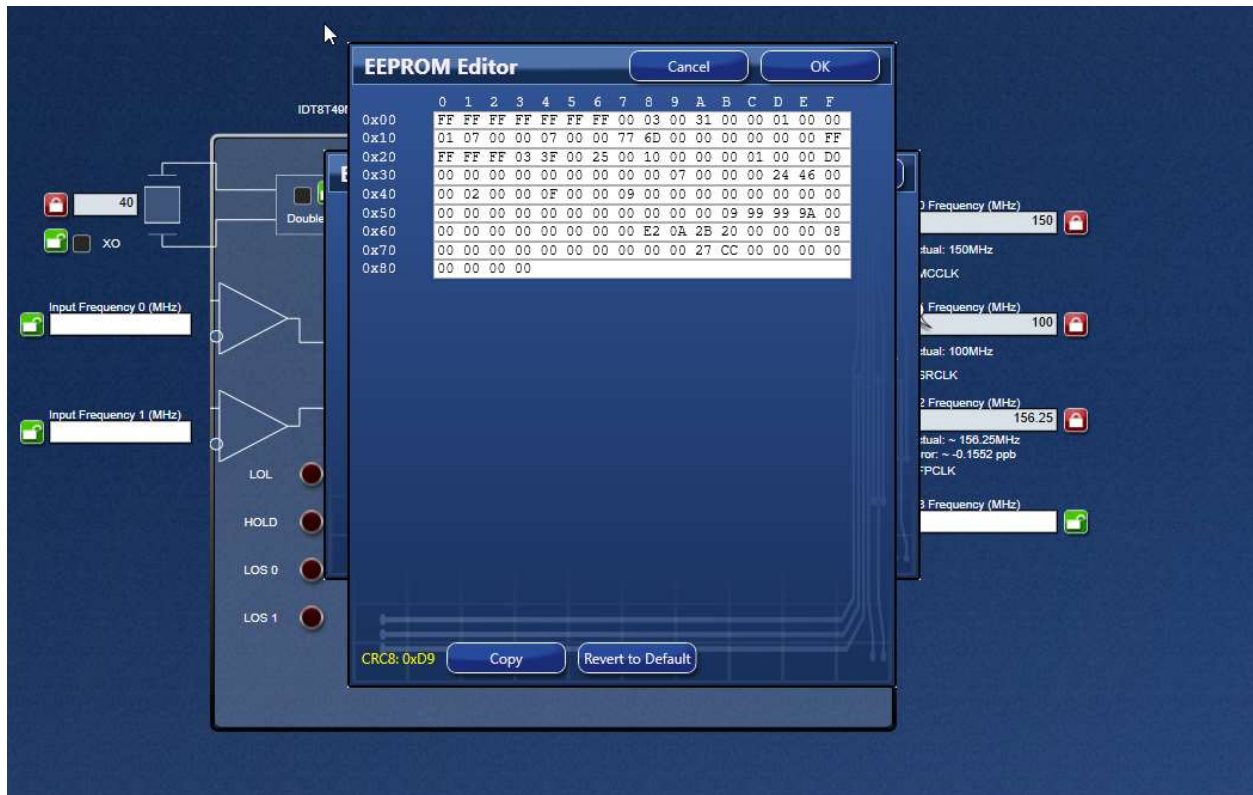 EEPROM Editor Cancel OK
IDT8T49N
0 1 2 3 4 5 6 7 8 9 A B C D E F
0x00 FF FF FF FF FF FF FF 00 03 00 31 00 00 01 00 00
0x10 01 07 00 00 07 00 00 77 6D 00 00 00 00 00 00 FF
0x20 FF FF FF 03 3F 00 25 00 10 00 00 00 01 00 00 D0
0x30 00 00 00 00 00 00 00 00 00 07 00 00 00 24 46 00
0x40 00 02 00 00 0F 00 00 09 00 00 00 00 00 00 00 00
0x50 00 00 00 00 00 00 00 00 00 00 00 09 99 99 9A 00
0x60 00 00 00 00 00 00 00 00 E2 0A 2B 20 00 00 00 08
0x70 00 00 00 00 00 00 00 00 00 00 27 CC 00 00 00 00
0x80 00 00 00 00
40
Double
XO
Input Frequency 0 (MHz)
Input Frequency 1 (MHz)
LOL
HOLD
LOS 0
LOS 1
Frequency (MHz)
150
tual: 150MHz
MCCLK
Frequency (MHz)
100
tual: 100MHz
SRCLK
2 Frequency (MHz)
156.25
tual: ~ 156.25MHz
ror: ~ -0.1552 ppb
FPCLK
3 Frequency (MHz)
CRC8: 0xD9 Copy Revert to Default